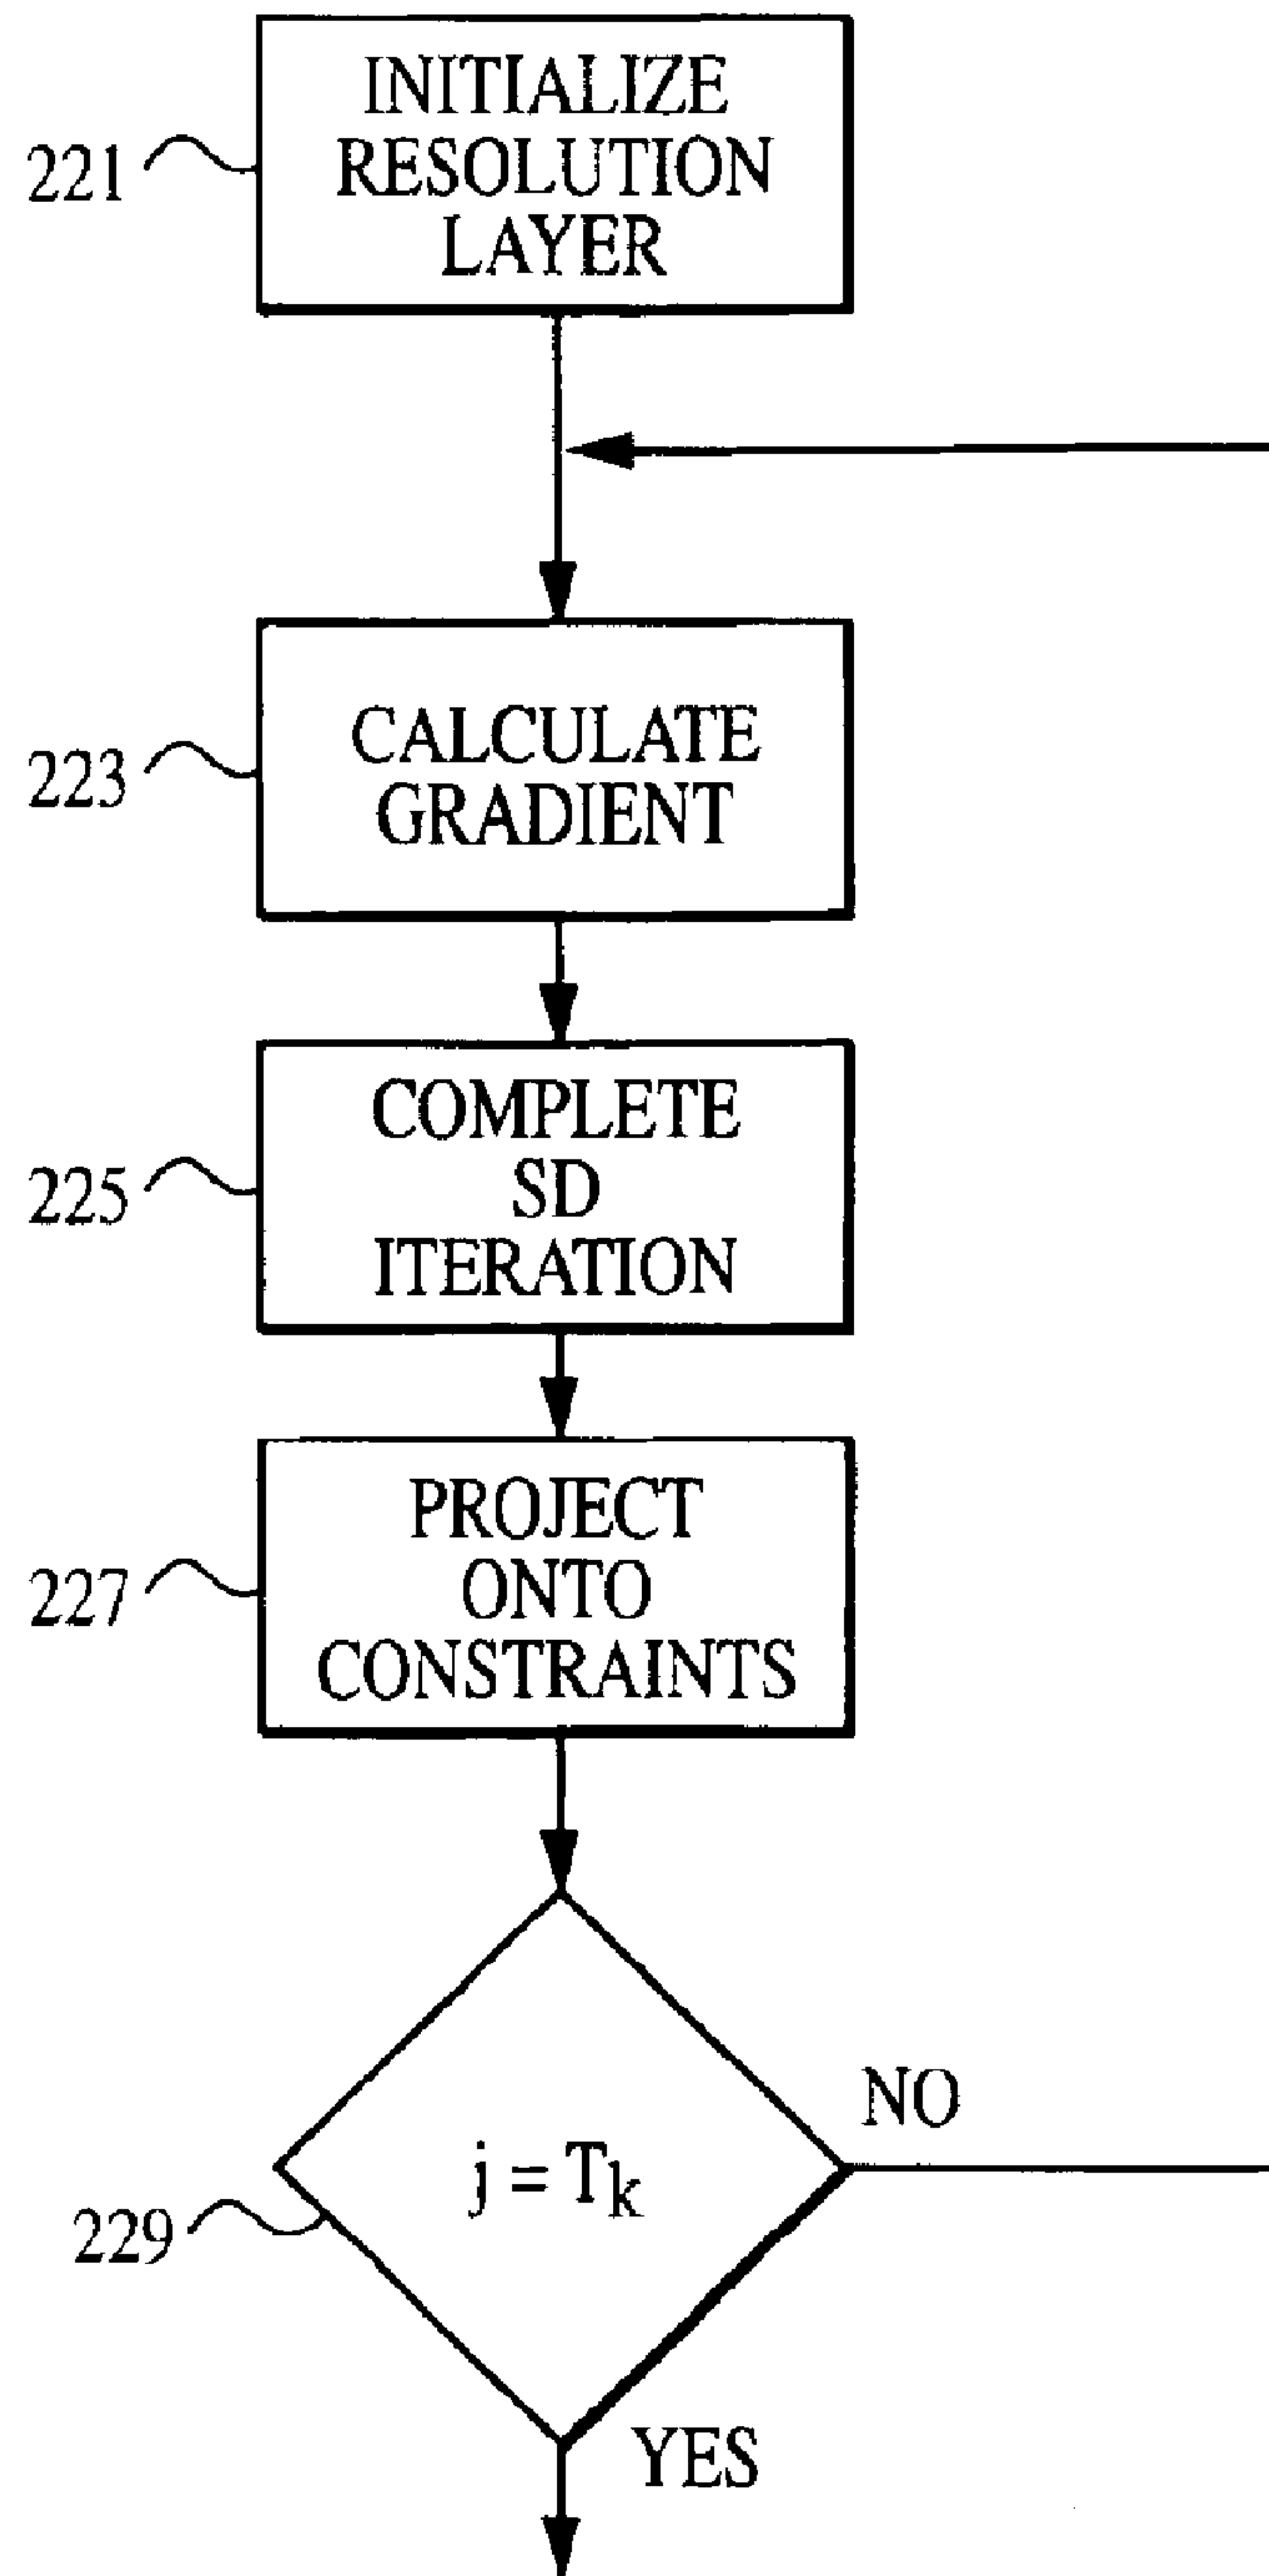 INITIALIZE
RESOLUTION
LAYER
221
CALCULATE
GRADIENT
223
COMPLETE
SD
ITERATION
225
PROJECT
ONTO
CONSTRAINTS
227
j = Tk
NO
229
YES